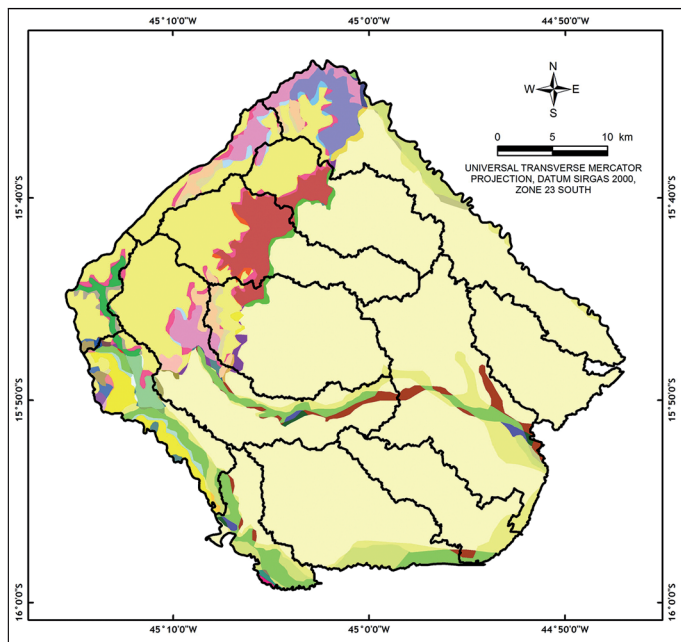 45°10'0"W 45°0'0"W 44°50'0"W
N
W E
S
0 5 10 km
UNIVERSAL TRANSVERSE MERCATOR
PROJECTION, DATUM SIRGAS 2000,
ZONE 23 SOUTH
15°40'0"S 15°40'0"S
15°50'0"S 15°50'0"S
16°0'0"S 16°0'0"S
45°10'0"W 45°0'0"W 44°50'0"W